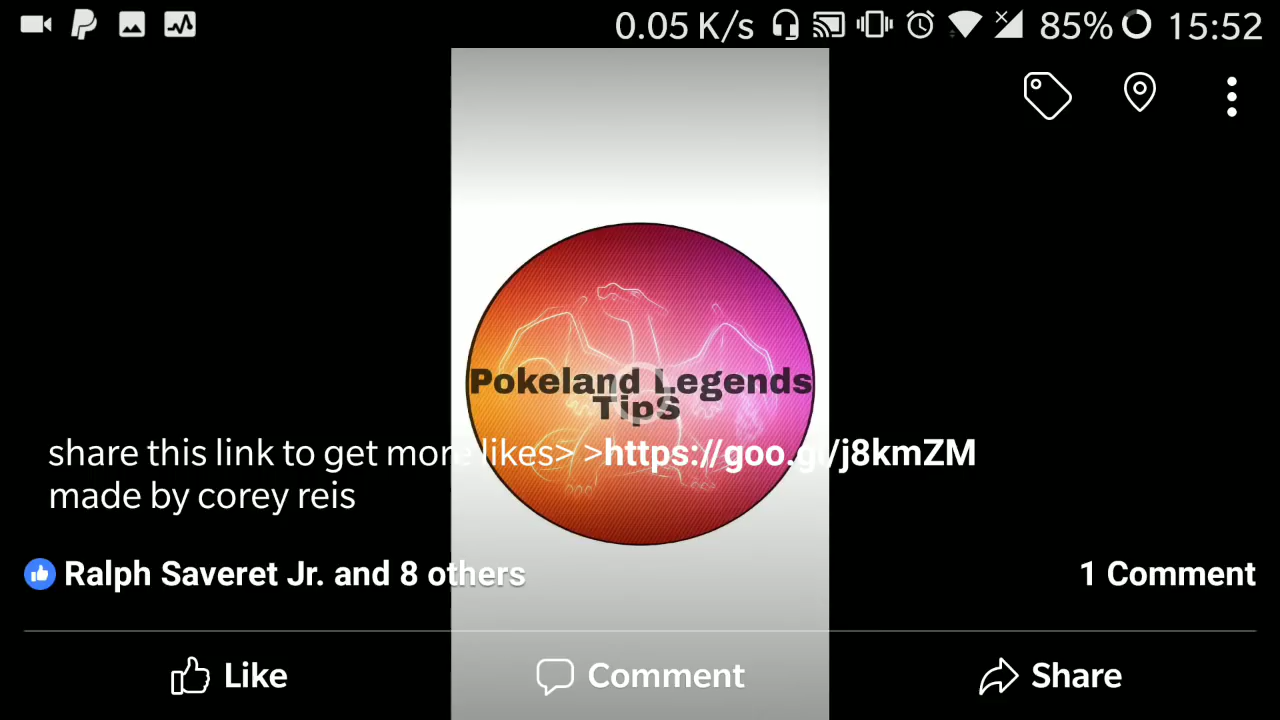 0.05 K/s 85% 15:52
Pokeland Legends
TipS
share this link to get more likes> >https://goo.gl/j8kmZM
made by corey reis
Ralph Saveret Jr. and 8 others
1 Comment
Like
Comment
Share